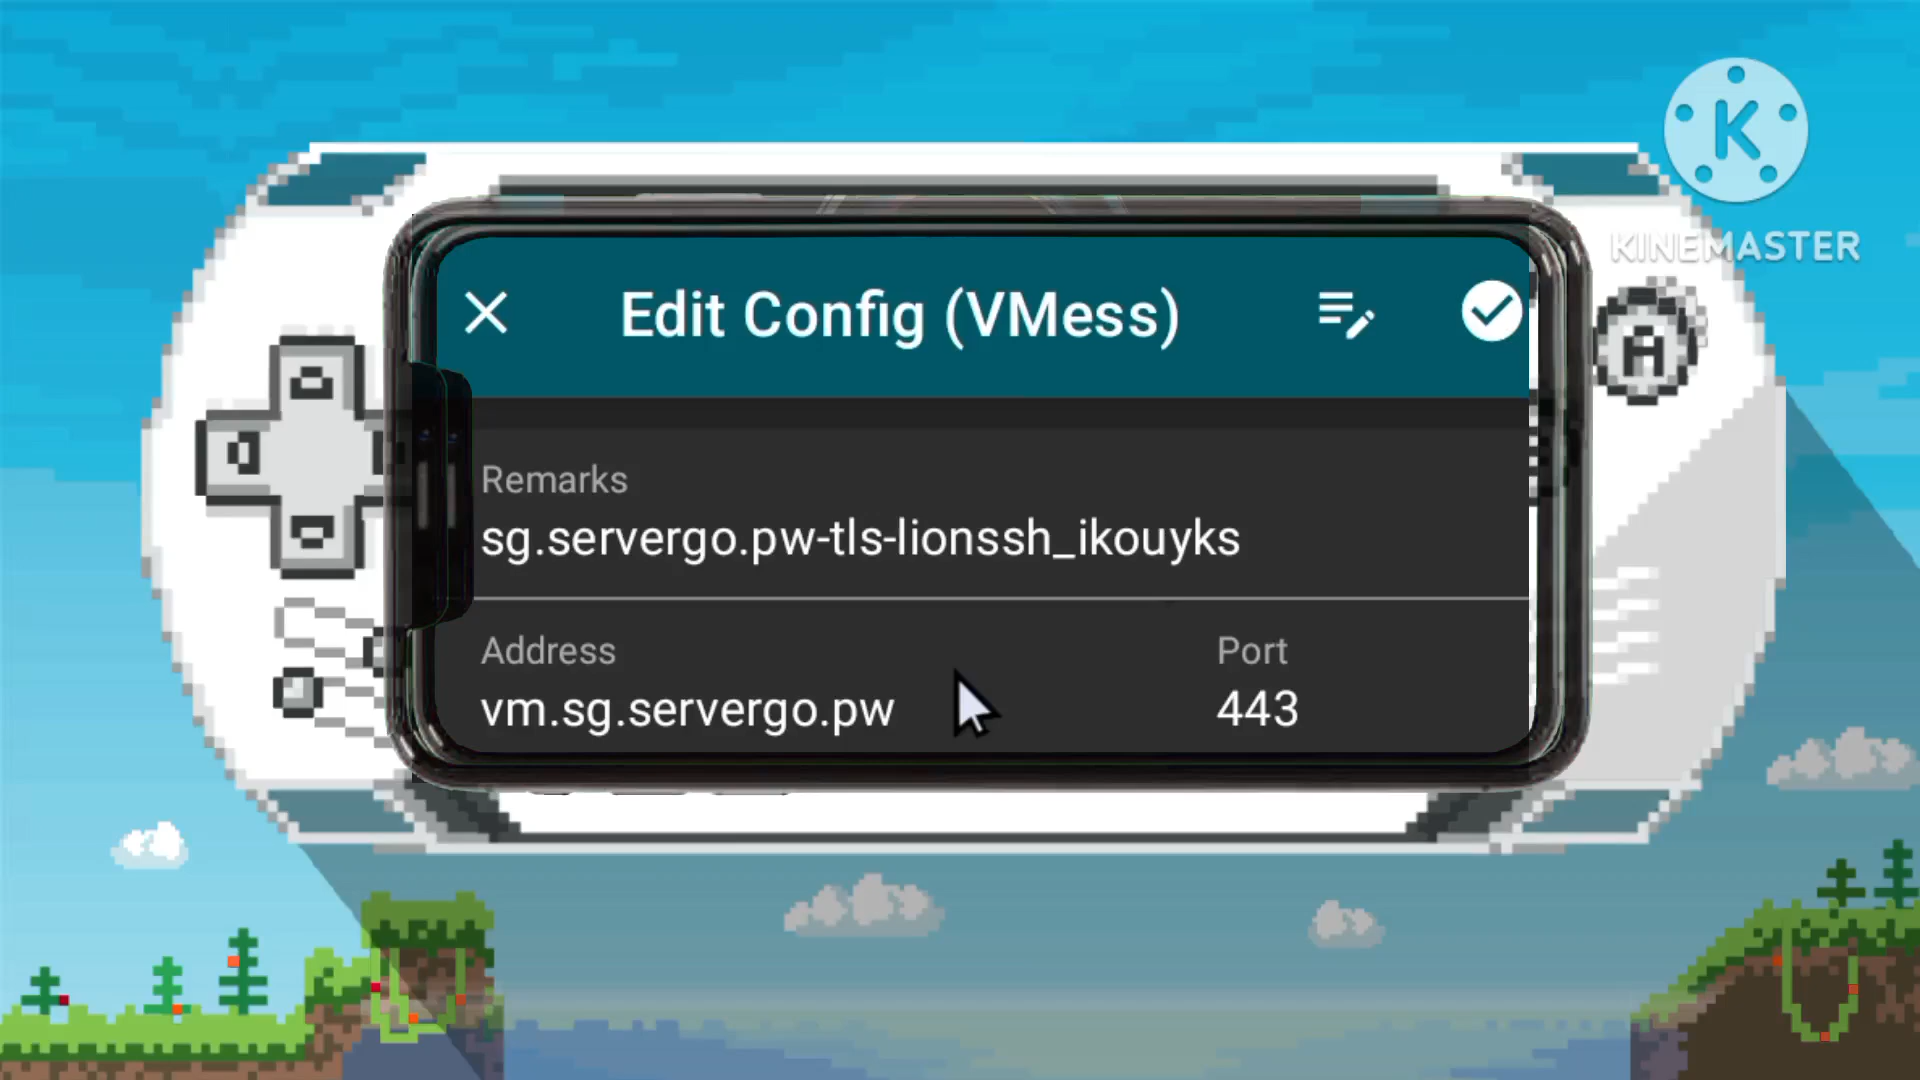 K
KINEMASTER
Edit Config (VMess)
A
Remarks
sg.servergo.pw-tls-lionssh_ikouyks
Address
Port
vm.sg.servergo.pw
443